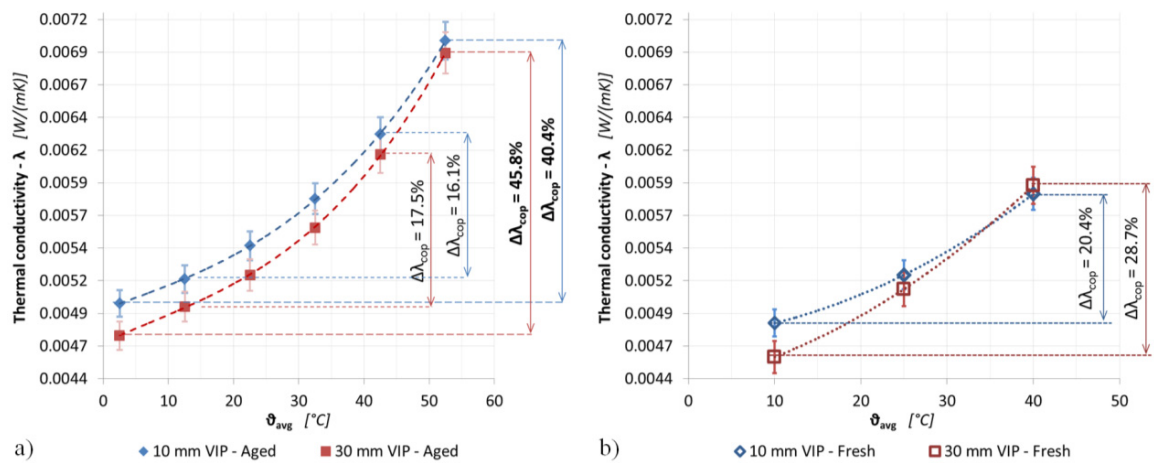 Thermal conductivity - λ [W/(mK)]
0.0072
0.0069
0.0067
0.0064
0.0062
0.0059
0.0057
0.0054
0.0052
0.0049
0.0047
0.0044
0 10 20 30 40 50 60
ϑavg [°C]
Δλcop = 17.5%
Δλcop = 16.1%
Δλcop = 45.8%
Δλcop = 40.4%
a)
10 mm VIP - Aged 30 mm VIP - Aged
Thermal conductivity - λ [W/(mK)]
0.0072
0.0069
0.0067
0.0064
0.0062
0.0059
0.0057
0.0054
0.0052
0.0049
0.0047
0.0044
0 10 20 30 40 50
ϑavg [°C]
Δλcop = 20.4%
Δλcop = 28.7%
b)
10 mm VIP - Fresh 30 mm VIP - Fresh